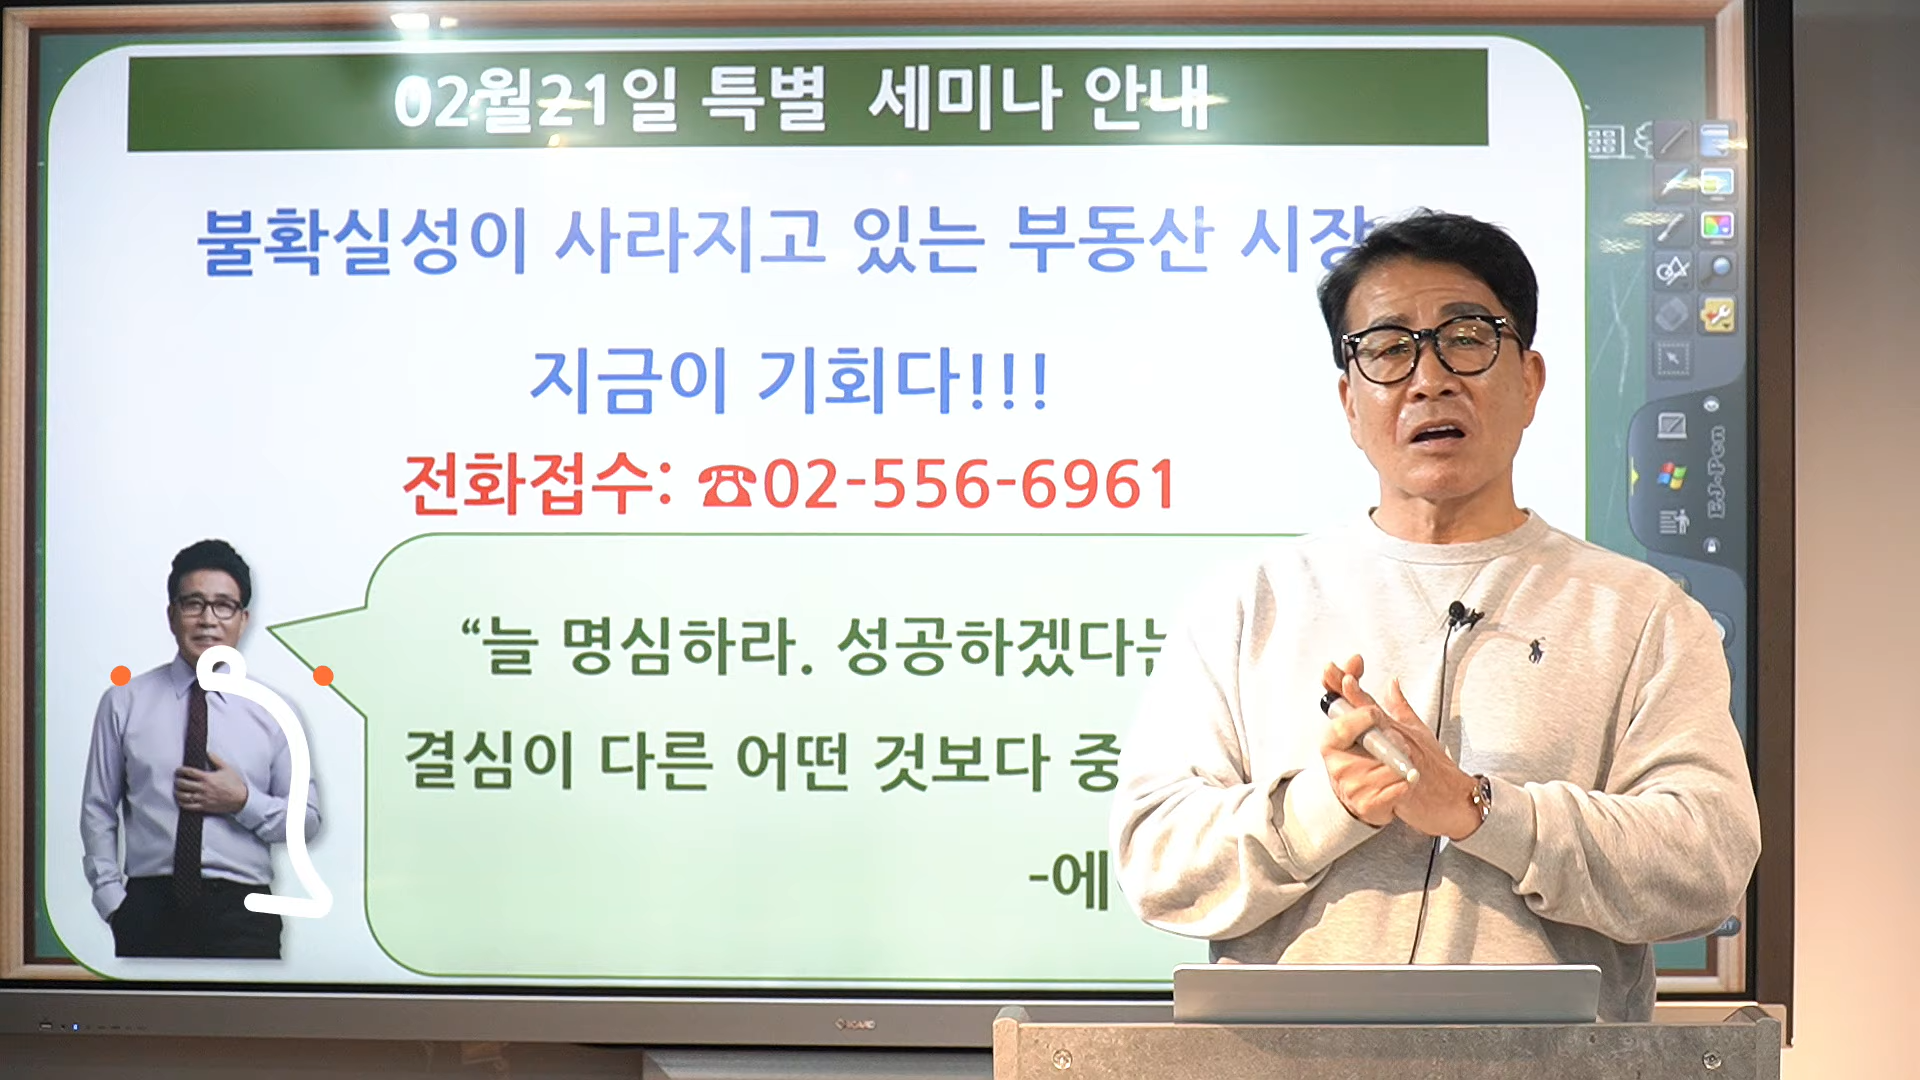 02월21일 특별 세미나 안내
불확실성이 사라지고 있는 부동산 시장
지금이 기회다!!!
전화접수: ☎02-556-6961
“늘 명심하라. 성공하겠다는
결심이 다른 어떤 것보다
-에
EJ-Pen